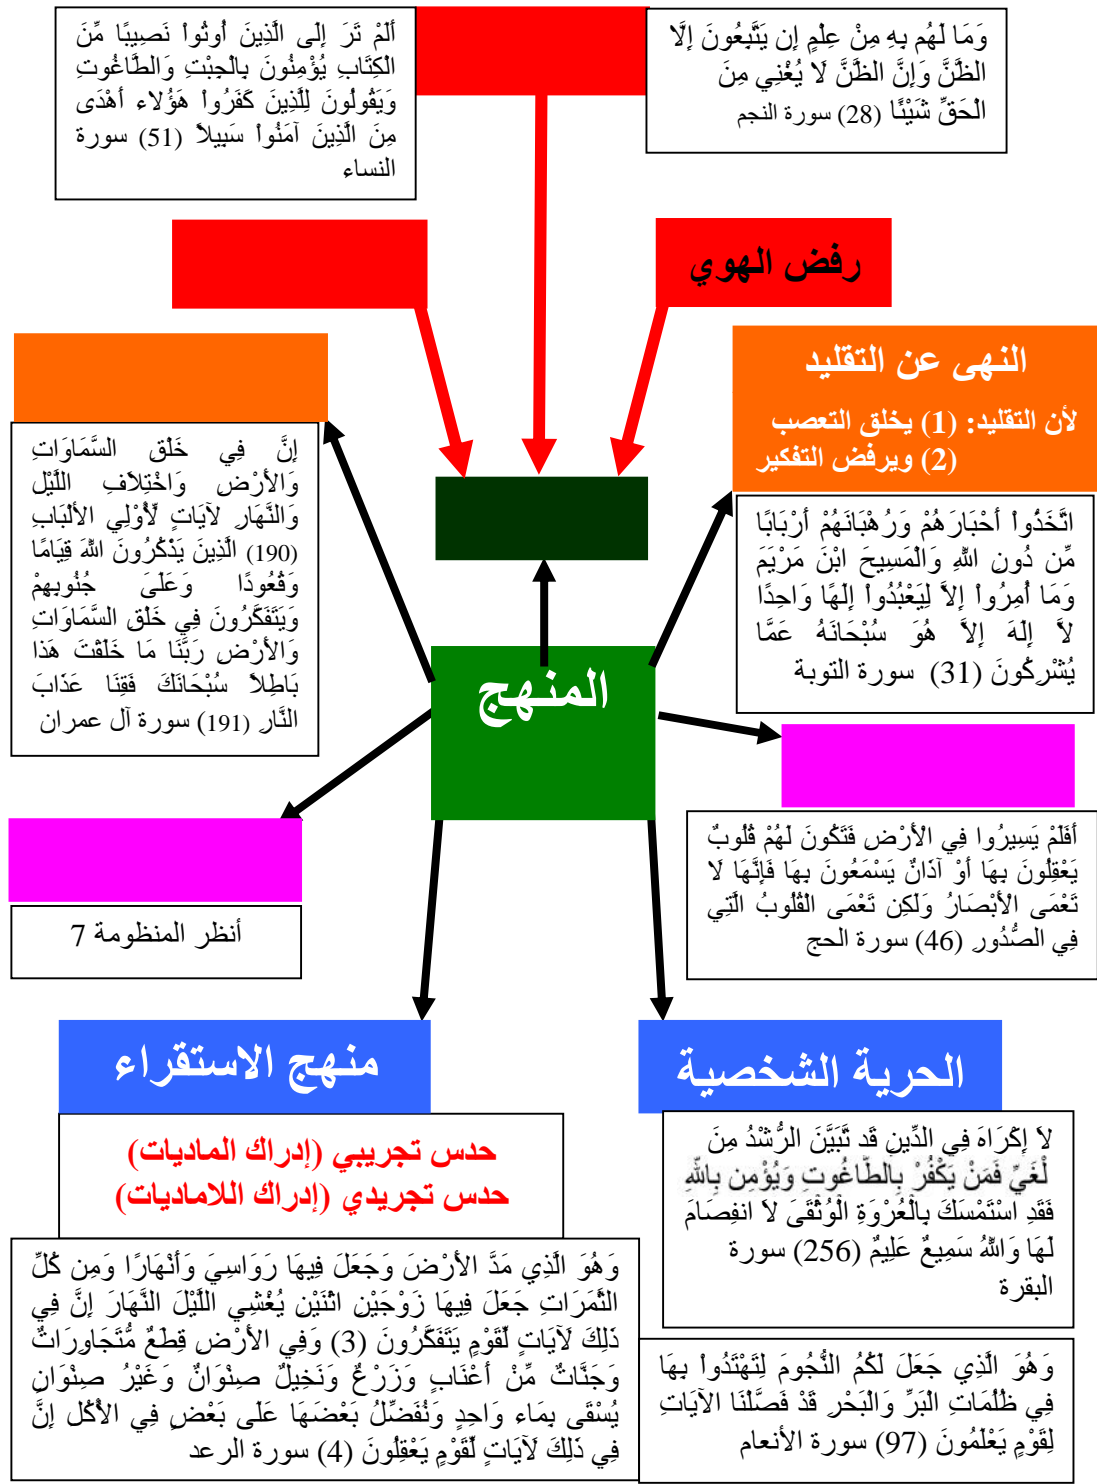 وَمَا لَهُم بِهِ مِنْ عِلْمٍ إِن يَتَّبِعُونَ إِلَّا
الظَّنَّ وَإِنَّ الظَّنَّ لَا يُغْنِي مِنَ
الْحَقِّ شَيْئًا (28) سورة النجم
أَلَمْ تَرَ إِلَى الَّذِينَ أُوتُواْ نَصِيبًا مِّنَ
الْكِتَابِ يُؤْمِنُونَ بِالْجِبْتِ وَالطَّاغُوتِ
وَيَقُولُونَ لِلَّذِينَ كَفَرُواْ هَؤُلاء أَهْدَى
مِنَ الَّذِينَ آمَنُواْ سَبِيلاً (51) سورة
النساء
رفض الهوي
النهى عن التقليد
لأن التقليد: (1) يخلق التعصب
(2) ويرفض التفكير
اتَّخَذُواْ أَحْبَارَهُمْ وَرُهْبَانَهُمْ أَرْبَابًا
مِّن دُونِ اللّهِ وَالْمَسِيحَ ابْنَ مَرْيَمَ
وَمَا أُمِرُواْ إِلاَّ لِيَعْبُدُواْ إِلَهًا وَاحِدًا
لاَّ إِلَهَ إِلاَّ هُوَ سُبْحَانَهُ عَمَّا
يُشْرِكُونَ (31) سورة التوبة
إِنَّ فِي خَلْقِ السَّمَاوَاتِ
وَالأَرْضِ وَاخْتِلاَفِ اللَّيْلِ
وَالنَّهَارِ لآيَاتٍ لِّأُوْلِي الألْبَابِ
(190) الَّذِينَ يَذْكُرُونَ اللّهَ قِيَامًا
وَقُعُودًا وَعَلَىَ جُنُوبِهِمْ
وَيَتَفَكَّرُونَ فِي خَلْقِ السَّمَاوَاتِ
وَالأَرْضِ رَبَّنَا مَا خَلَقْتَ هَذا
بَاطِلاً سُبْحَانَكَ فَقِنَا عَذَابَ
النَّارِ (191) سورة آل عمران
المنهج
أَفَلَمْ يَسِيرُوا فِي الْأَرْضِ فَتَكُونَ لَهُمْ قُلُوبٌ
يَعْقِلُونَ بِهَا أَوْ آذَانٌ يَسْمَعُونَ بِهَا فَإِنَّهَا لَا
تَعْمَى الْأَبْصَارُ وَلَكِن تَعْمَى الْقُلُوبُ الَّتِي
فِي الصُّدُورِ (46) سورة الحج
أنظر المنظومة 7
الحرية الشخصية
لاَ إِكْرَاهَ فِي الدِّينِ قَد تَّبَيَّنَ الرُّشْدُ مِنَ
لْغَيِّ فَمَنْ يَكْفُرْ بِالطَّاغُوتِ وَيُؤْمِن بِاللّهِ
فَقَدِ اسْتَمْسَكَ بِالْعُرْوَةِ الْوُثْقَىَ لاَ انفِصَامَ
لَهَا وَاللّهُ سَمِيعٌ عَلِيمٌ (256) سورة
البقرة
وَهُوَ الَّذِي جَعَلَ لَكُمُ النُّجُومَ لِتَهْتَدُواْ بِهَا
فِي ظُلُمَاتِ الْبَرِّ وَالْبَحْرِ قَدْ فَصَّلْنَا الآيَاتِ
لِقَوْمٍ يَعْلَمُونَ (97) سورة الأنعام
منهج الاستقراء
حدس تجريبي (إدراك الماديات)
حدس تجريدي (إدراك اللاماديات)
وَهُوَ الَّذِي مَدَّ الأَرْضَ وَجَعَلَ فِيهَا رَوَاسِيَ وَأَنْهَارًا وَمِن كُلِّ
الثَّمَرَاتِ جَعَلَ فِيهَا زَوْجَيْنِ اثْنَيْنِ يُغْشِي اللَّيْلَ النَّهَارَ إِنَّ فِي
ذَلِكَ لَآيَاتٍ لِّقَوْمٍ يَتَفَكَّرُونَ (3) وَفِي الأَرْضِ قِطَعٌ مُّتَجَاوِرَاتٌ
وَجَنَّاتٌ مِّنْ أَعْنَابٍ وَزَرْعٌ وَنَخِيلٌ صِنْوَانٌ وَغَيْرُ صِنْوَانٍ
يُسْقَى بِمَاء وَاحِدٍ وَنُفَضِّلُ بَعْضَهَا عَلَى بَعْضٍ فِي الأُكُلِ إِنَّ
فِي ذَلِكَ لَآيَاتٍ لِّقَوْمٍ يَعْقِلُونَ (4) سورة الرعد